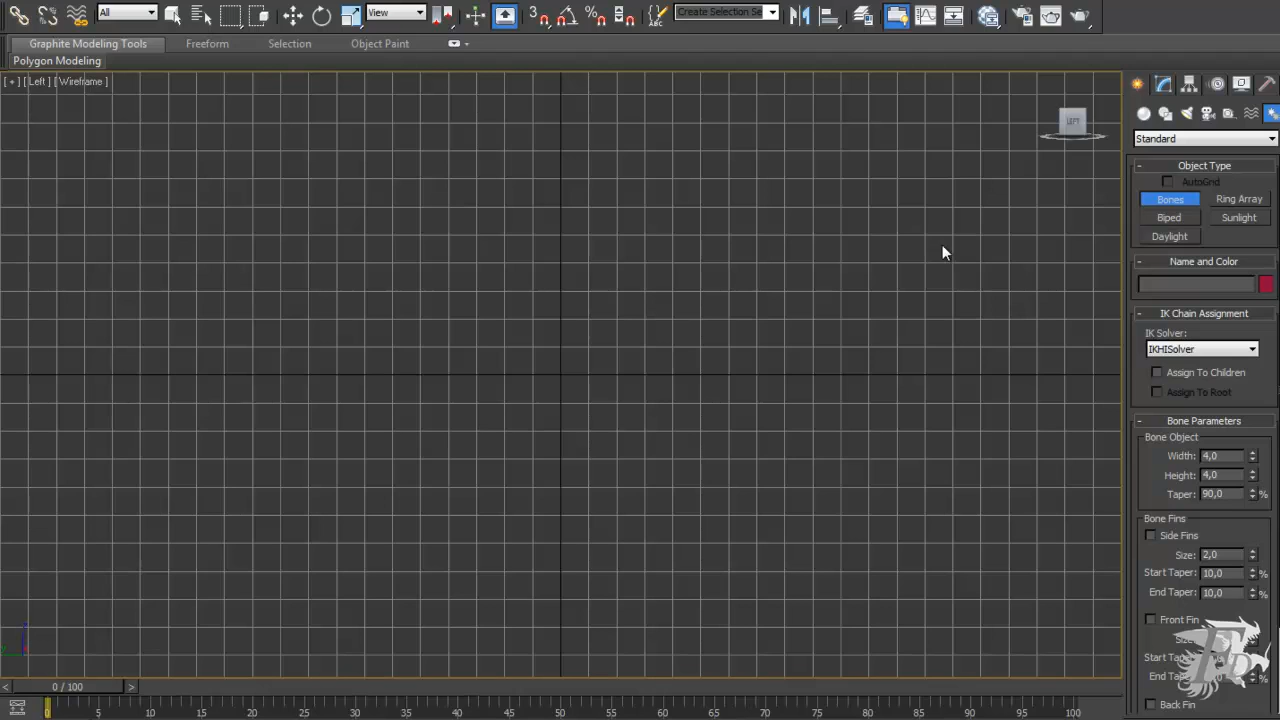 All
View
Create Selection Se
Graphite Modeling Tools
Freeform
Selection
Object Paint
Polygon Modeling
[ + ] [ Left ] [ Wireframe ]
LEFT
Standard
Object Type
AutoGrid
Bones
Ring Array
Biped
Sunlight
Daylight
Name and Color
IK Chain Assignment
IK Solver:
IKHISolver
Assign To Children
Assign To Root
Bone Parameters
Bone Object
Width: 4,0
Height: 4,0
Taper: 90,0 %
Bone Fins
Side Fins
Size: 2,0
Start Taper: 10,0 %
End Taper: 10,0 %
Front Fin
Start
End
Back Fin
0 / 100
0 5 10 15 20 25 30 35 40 45 50 55 60 65 70 75 80 85 90 95 100